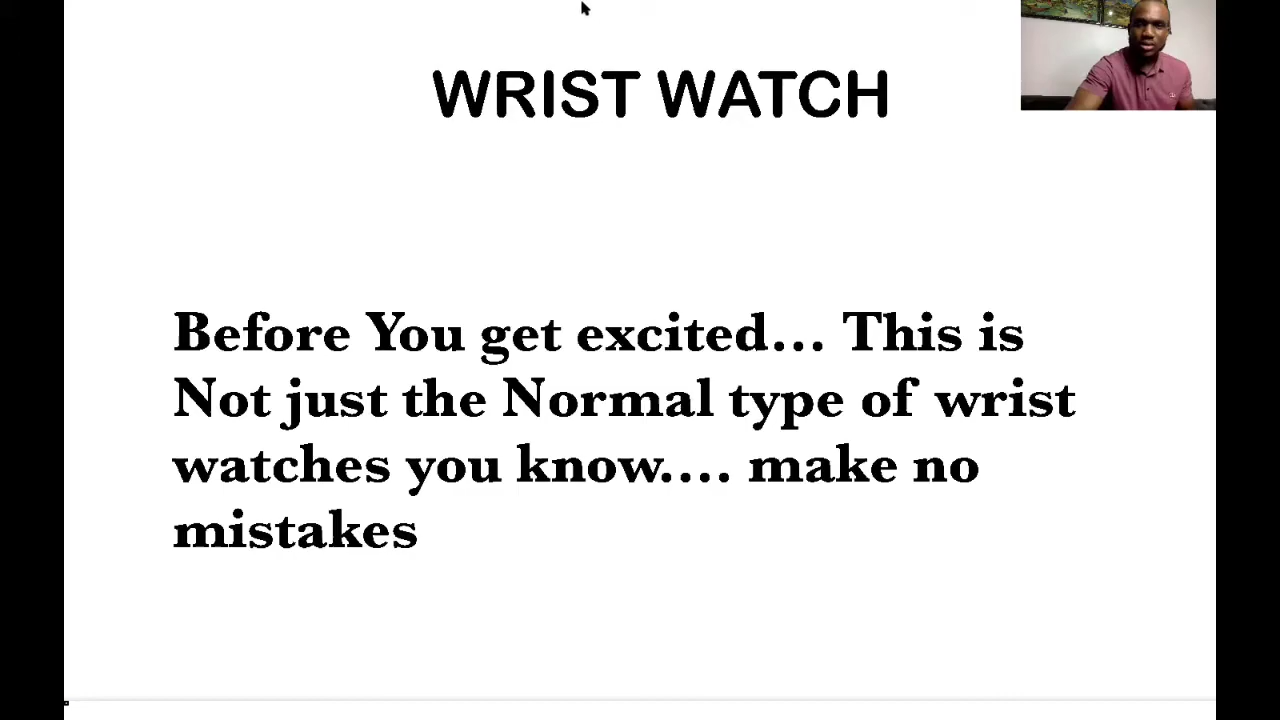 WRIST WATCH
Before You get excited... This is
Not just the Normal type of wrist
watches you know.... make no
mistakes